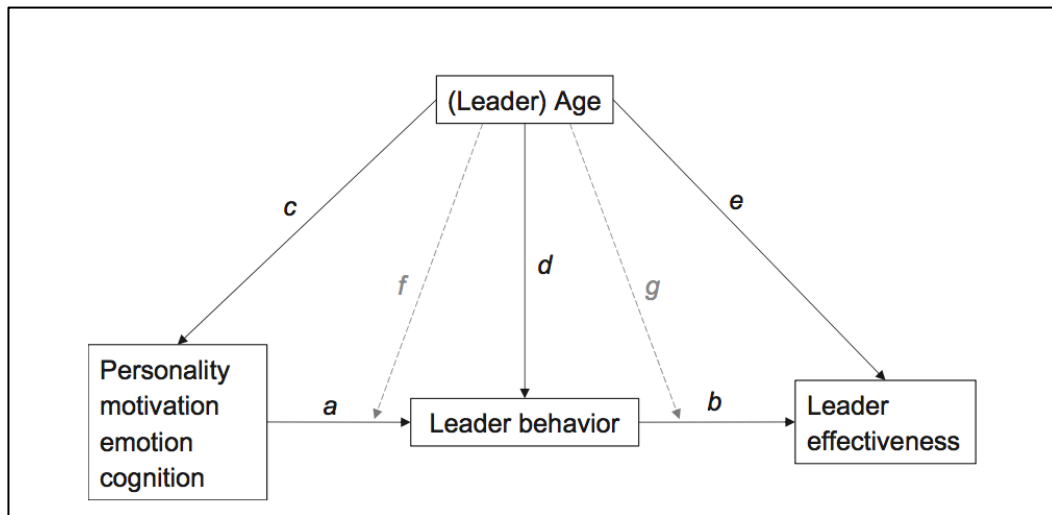 (Leader) Age
c
e
d
f
g
Personality
motivation
emotion
cognition
a
Leader behavior
b
Leader
effectiveness